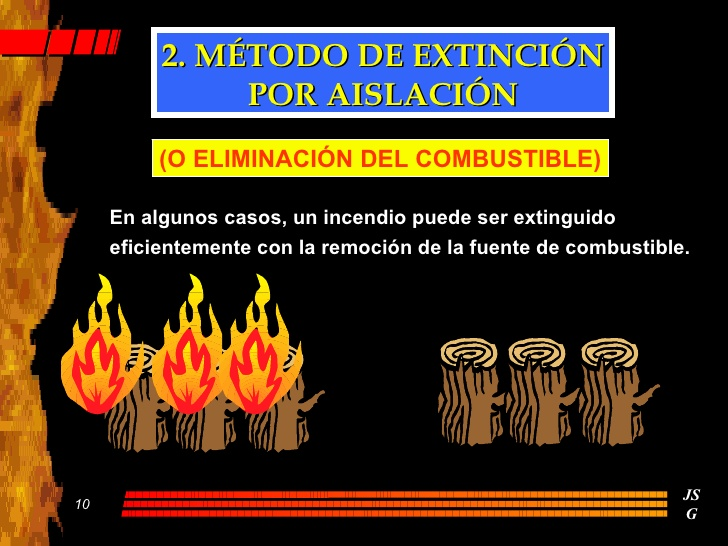 2. MÉTODO DE EXTINCIÓN
POR AISLACIÓN
(O ELIMINACIÓN DEL COMBUSTIBLE)
En algunos casos, un incendio puede ser extinguido
eficientemente con la remoción de la fuente de combustible.
10
JS
G